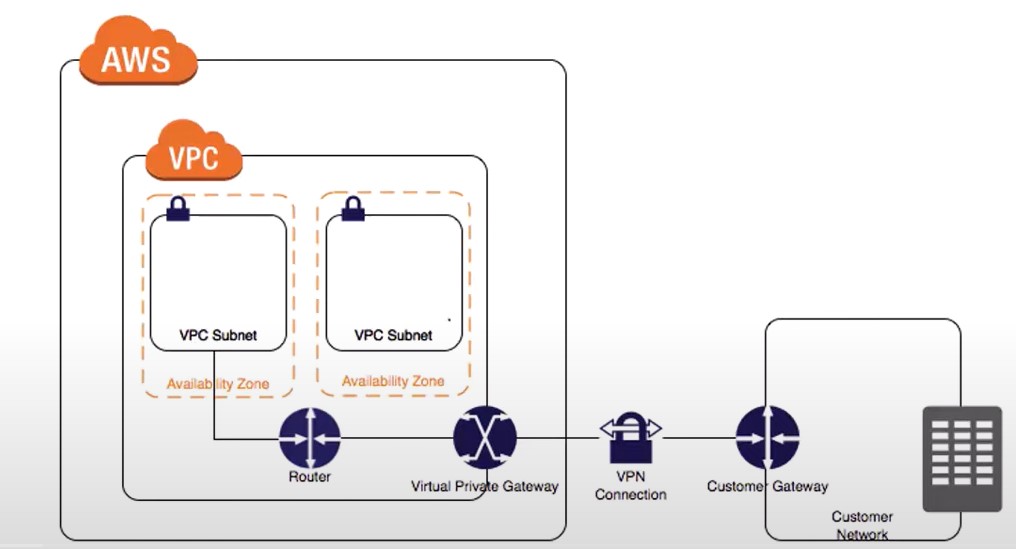 AWS
VPC
VPC Subnet
VPC Subnet
Availability Zone
Availability Zone
Router
Virtual Private Gateway
VPN
Connection
Customer Gateway
Customer
Network